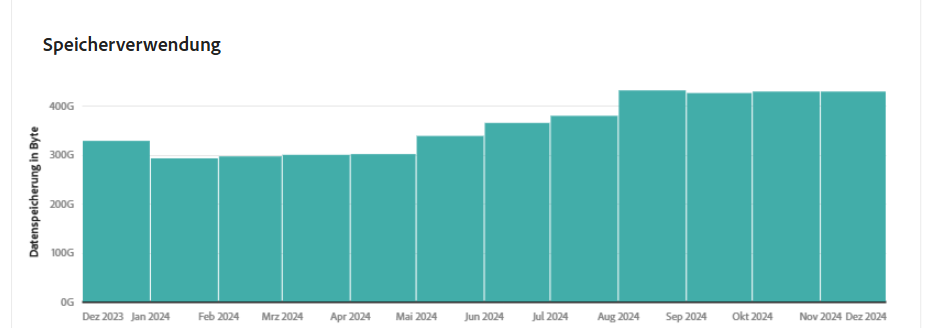 Speicherverwendung
Datenspeicherung in Byte
400G
300G
200G
100G
0G
Dez 2023 Jan 2024 Feb 2024 Mrz 2024 Apr 2024 Mai 2024 Jun 2024 Jul 2024 Aug 2024 Sep 2024 Okt 2024 Nov 2024 Dez 2024